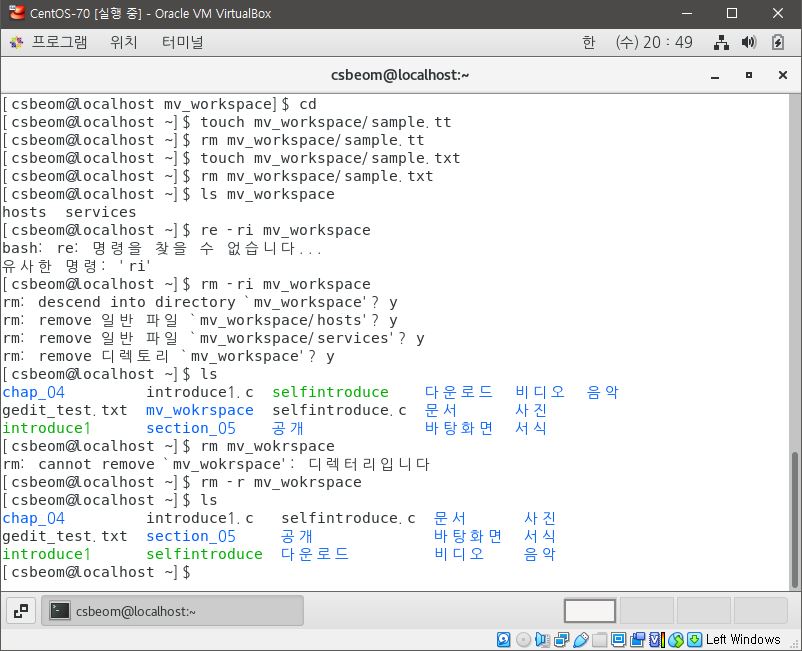 CentOS-70 [실행 중] - Oracle VM VirtualBox
프로그램 위치 터미널 한 (수) 20 : 49
csbeom@localhost:~
[csbeom@localhost mv_workspace]$ cd
[csbeom@localhost ~]$ touch mv_workspace/sample.tt
[csbeom@localhost ~]$ rm mv_workspace/sample.tt
[csbeom@localhost ~]$ touch mv_workspace/sample.txt
[csbeom@localhost ~]$ rm mv_workspace/sample.txt
[csbeom@localhost ~]$ ls mv_workspace
hosts services
[csbeom@localhost ~]$ re -ri mv_workspace
bash: re: 명령을 찾을 수 없습니다...
유사한 명령: 'ri'
[csbeom@localhost ~]$ rm -ri mv_workspace
rm: descend into directory `mv_workspace'? y
rm: remove 일반 파일 `mv_workspace/hosts'? y
rm: remove 일반 파일 `mv_workspace/services'? y
rm: remove 디렉토리 `mv_workspace'? y
[csbeom@localhost ~]$ ls
chap_04 introduce1.c selfintroduce 다운로드 비디오 음악
gedit_test.txt mv_wokrspace selfintroduce.c 문서 사진
introduce1 section_05 공개 바탕화면 서식
[csbeom@localhost ~]$ rm mv_wokrspace
rm: cannot remove `mv_wokrspace': 디렉터리입니다
[csbeom@localhost ~]$ rm -r mv_wokrspace
[csbeom@localhost ~]$ ls
chap_04 introduce1.c selfintroduce.c 문서 사진
gedit_test.txt section_05 공개 바탕화면 서식
introduce1 selfintroduce 다운로드 비디오 음악
[csbeom@localhost ~]$
csbeom@localhost:~
Left Windows